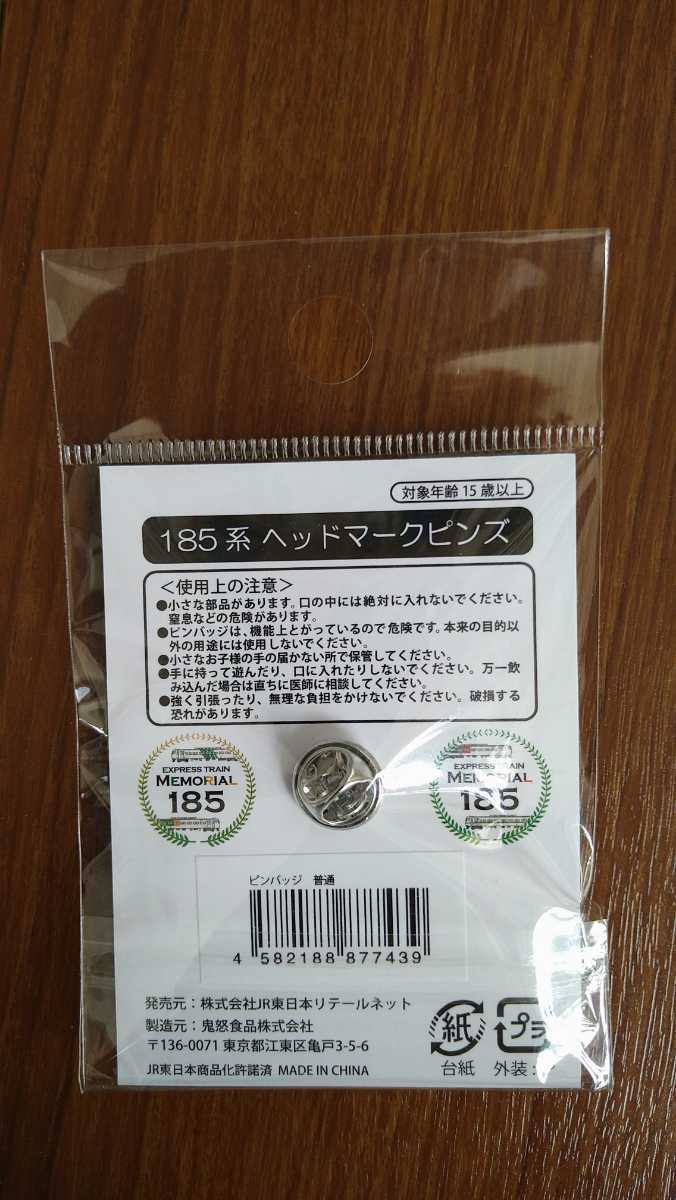 対象年齢 15 歳以上
185系 ヘッドマークピンズ
＜使用上の注意＞
●小さな部品があります。口の中には絶対に入れないでください。
窒息などの危険があります。
●ピンバッジは、機能上とがっているので危険です。本来の目的以
外の用途には使用しないでください。
●小さなお子様の手の届かない所で保管してください。
●手に持って遊んだり、口に入れたりしないでください。万一飲
み込んだ場合は直ちに医師に相談してください。
●強く引張ったり、無理な負担をかけないでください。破損する
恐れがあります。
EXPRESS TRAIN
MEMORIAL
185
EXPRESS TRAIN
MEMORIAL
185
ピンバッジ 普通
4 582188 877439
発売元：株式会社JR東日本リテールネット
製造元：鬼怒食品株式会社
〒136-0071 東京都江東区亀戸3-5-6
JR東日本商品化許諾済 MADE IN CHINA
紙
台紙
プラ
外装：